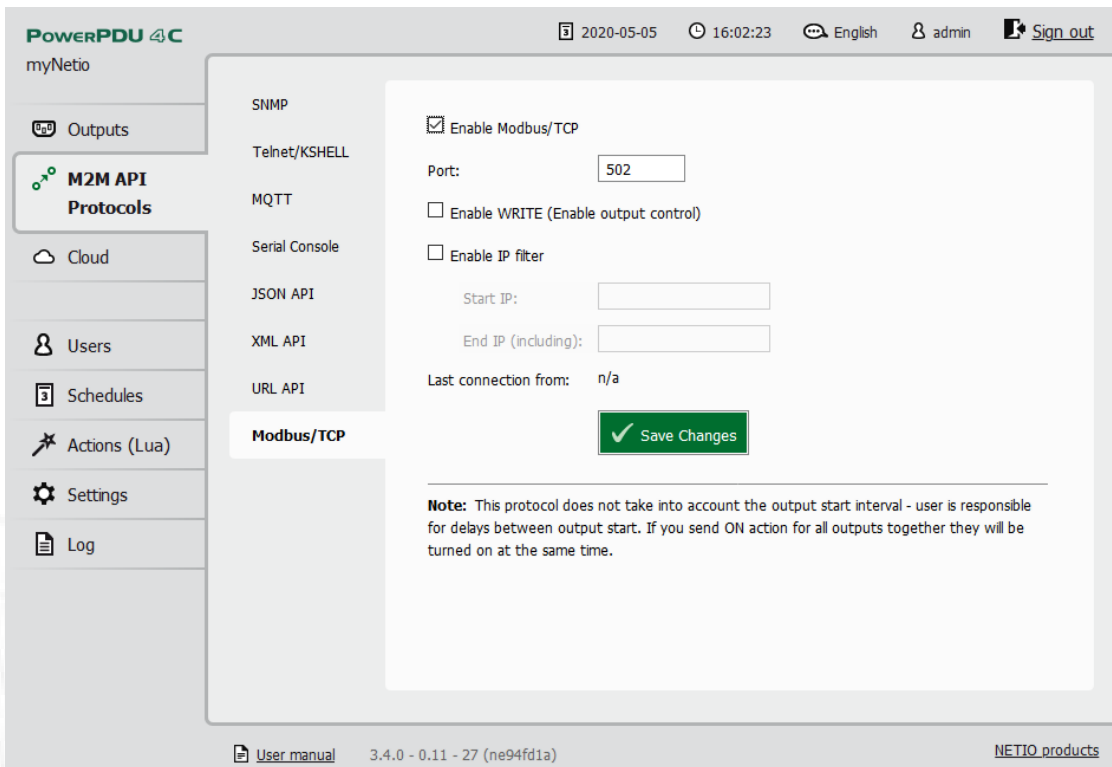 PowerPDU 4C
myNetio
3 2020-05-05 16:02:23 English admin Sign out
Outputs
M2M API
Protocols
Cloud
Users
3 Schedules
Actions (Lua)
Settings
Log
SNMP
Telnet/KSHELL
MQTT
Serial Console
JSON API
XML API
URL API
Modbus/TCP
Enable Modbus/TCP
Port: 502
Enable WRITE (Enable output control)
Enable IP filter
Start IP:
End IP (including):
Last connection from: n/a
Save Changes
Note: This protocol does not take into account the output start interval - user is responsible
for delays between output start. If you send ON action for all outputs together they will be
turned on at the same time.
User manual 3.4.0 - 0.11 - 27 (ne94fd1a) NETIO products